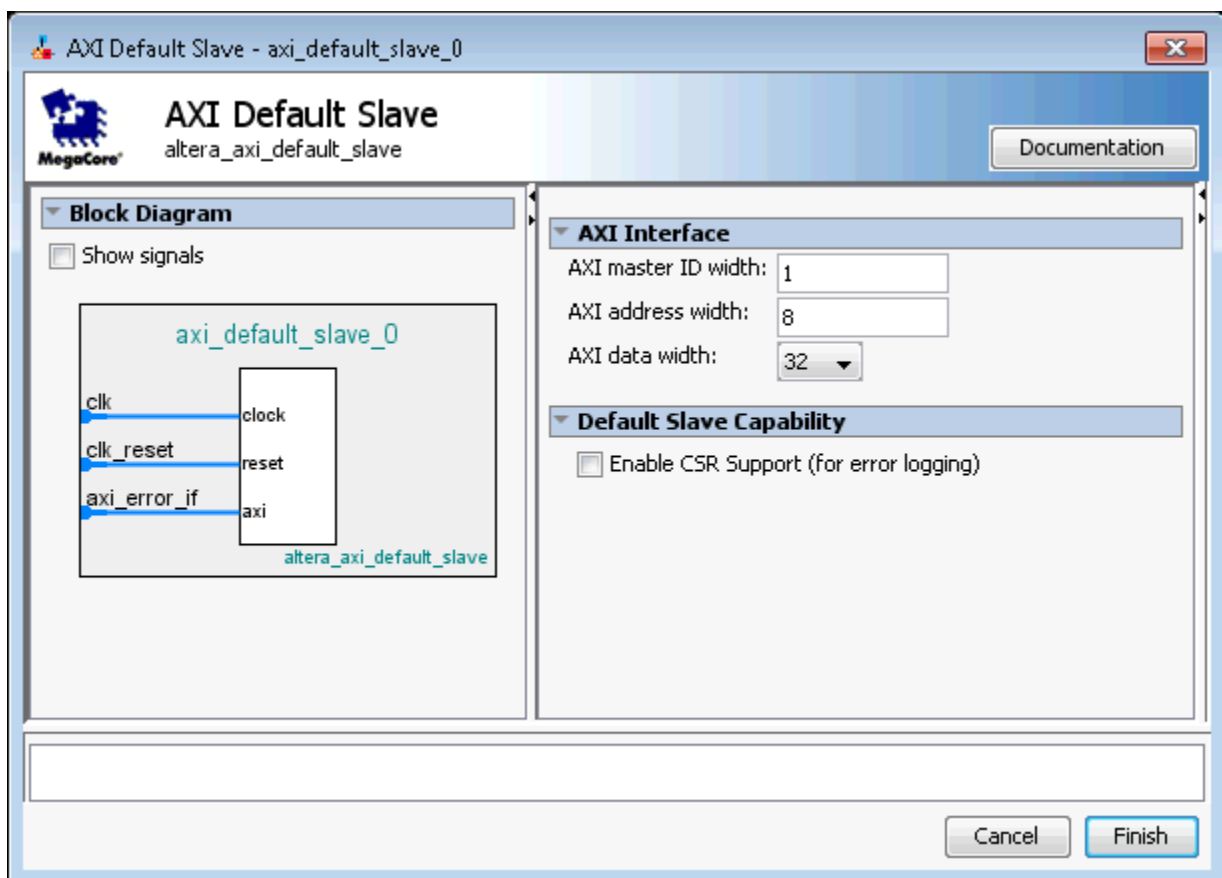 AXI Default Slave - axi_default_slave_0
MegaCore®
AXI Default Slave
altera_axi_default_slave
Documentation
Block Diagram
Show signals
axi_default_slave_0
clk
clock
clk_reset
reset
axi_error_if
axi
altera_axi_default_slave
AXI Interface
AXI master ID width: 1
AXI address width: 8
AXI data width: 32
Default Slave Capability
Enable CSR Support (for error logging)
Cancel
Finish